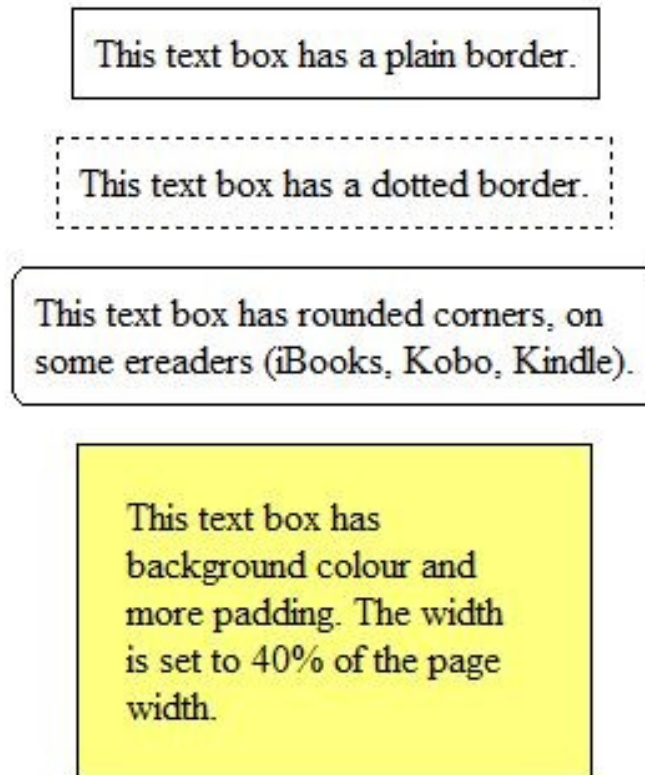 This text box has a plain border.
This text box has a dotted border.
This text box has rounded corners, on
some ereaders (iBooks, Kobo, Kindle).
This text box has
background colour and
more padding. The width
is set to 40% of the page
width.